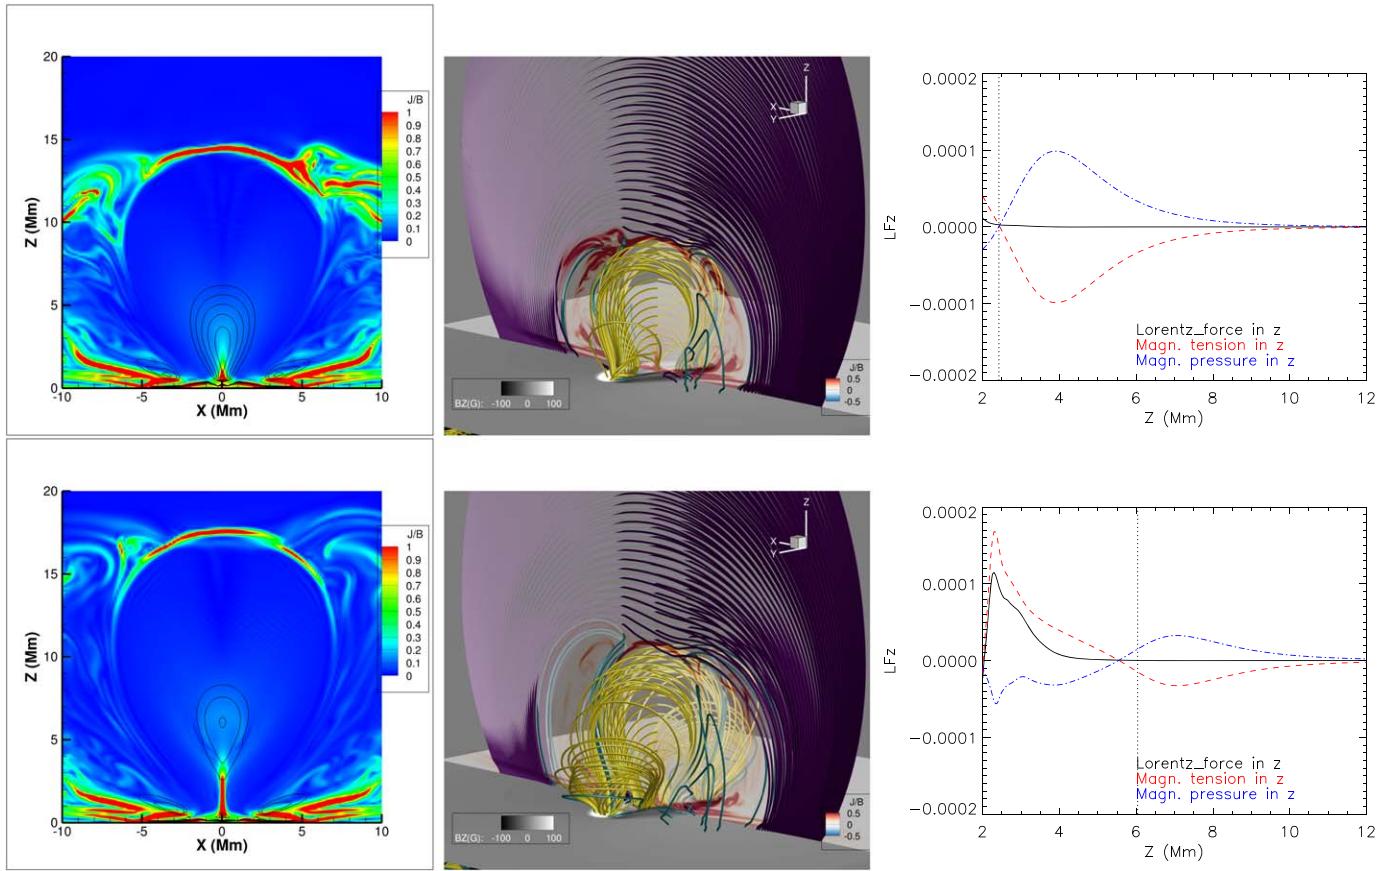 20
15
10
5
0
Z (Mm)
-10
-5
0
5
10
X (Mm)
J/B
1
0.9
0.8
0.7
0.6
0.5
0.4
0.3
0.2
0.1
0
Z
X
Y
BZ(G): -100 0 100
J/B
0.5
0
-0.5
0.0002
0.0001
0.0000
-0.0001
-0.0002
LFz
Lorentz_force in z
Magn. tension in z
Magn. pressure in z
2 4 6 8 10 12
Z (Mm)
20
15
10
5
0
Z (Mm)
-10
-5
0
5
10
X (Mm)
J/B
1
0.9
0.8
0.7
0.6
0.5
0.4
0.3
0.2
0.1
0
Z
X
Y
BZ(G): -100 0 100
J/B
0.5
0
-0.5
0.0002
0.0001
0.0000
-0.0001
-0.0002
LFz
Lorentz_force in z
Magn. tension in z
Magn. pressure in z
2 4 6 8 10 12
Z (Mm)